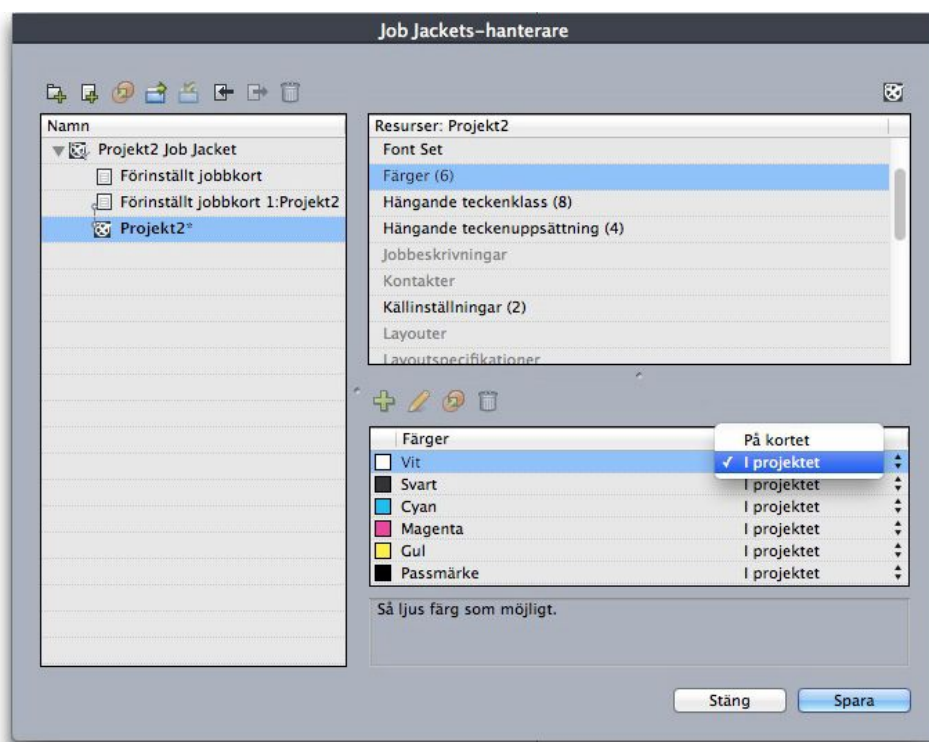 Job Jackets-hanterare
Namn
Projekt2 Job Jacket
Förinställt jobbkort
Förinställt jobbkort 1:Projekt2
Projekt2*
Resurser: Projekt2
Font Set
Färger (6)
Hängande teckenklass (8)
Hängande teckenuppsättning (4)
Jobbeskrivningar
Kontakter
Källinställningar (2)
Layouter
Layoutspecifikationer
Färger
På kortet
Vit
✓ I projektet
Svart
I projektet
Cyan
I projektet
Magenta
I projektet
Gul
I projektet
Passmärke
I projektet
Så ljus färg som möjligt.
Stäng
Spara